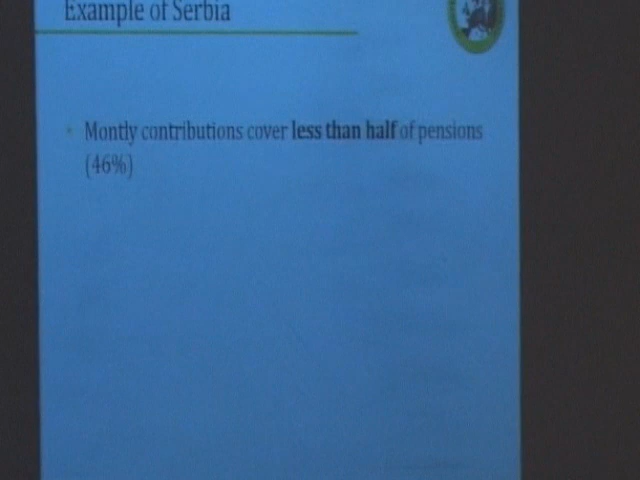 Example of Serbia
Montly contributions cover less than half of pensions
(46%)